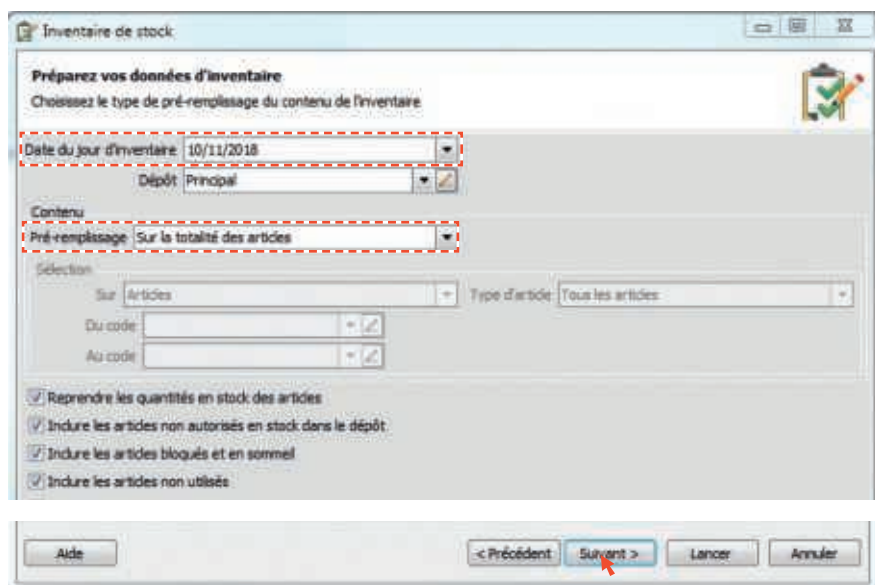 Inventaire de stock
Préparez vos données d'inventaire
Choisissez le type de pré-remplissage du contenu de l'inventaire
Date du jour d'inventaire 10/11/2018
Dépôt Principal
Contenu
Pré-remplissage Sur la totalité des articles
Sélection
Sur Articles Type d'article Tous les articles
Du code
Au code
Reprendre les quantités en stock des articles
Inclure les articles non autorisés en stock dans le dépôt
Inclure les articles bloqués et en sommeil
Inclure les articles non utilisés
Aide < Précédent Suivant > Lancer Annuler